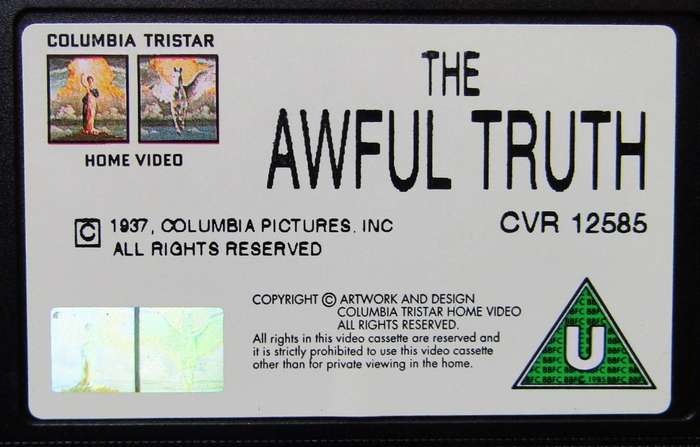 COLUMBIA TRISTAR
HOME VIDEO
THE
AWFUL TRUTH
© 1937, COLUMBIA PICTURES. INC
ALL RIGHTS RESERVED
CVR 12585
COPYRIGHT © ARTWORK AND DESIGN
COLUMBIA TRISTAR HOME VIDEO
ALL RIGHTS RESERVED.
All rights in this video cassette are reserved and
it is strictly prohibited to use this video cassette
other than for private viewing in the home.
U
BBFC
1985